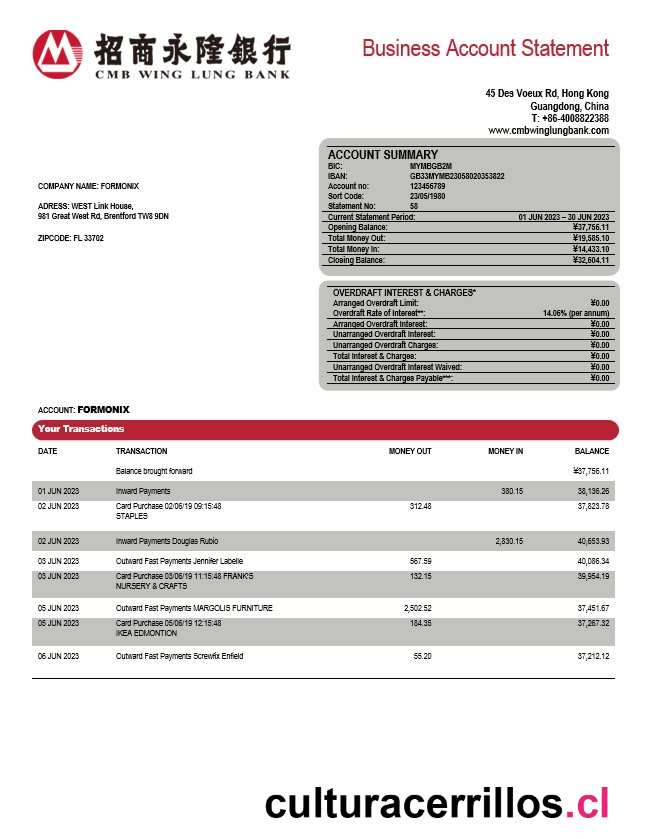 招商永隆銀行
CMB WING LUNG BANK
Business Account Statement
45 Des Voeux Rd, Hong Kong
Guangdong, China
T: +86-4008822388
www.cmbwinglungbank.com
ACCOUNT SUMMARY
BIC: MYMBGB2M
IBAN: GB33MYMB23058020353822
Account no: 123456789
Sort Code: 23/05/1980
Statement No: 58
Current Statement Period: 01 JUN 2023 – 30 JUN 2023
Opening Balance: ¥37,756.11
Total Money Out: ¥19,585.10
Total Money In: ¥14,433.10
Closing Balance: ¥32,604.11
COMPANY NAME: FORMONIX
ADRESS: WEST Link House,
981 Great West Rd, Brentford TW8 9DN
ZIPCODE: FL 33702
OVERDRAFT INTEREST & CHARGES*
Arranged Overdraft Limit: ¥0.00
Overdraft Rate of Interest**: 14.06% (per annum)
Arranged Overdraft Interest: ¥0.00
Unarranged Overdraft Interest: ¥0.00
Unarranged Overdraft Charges: ¥0.00
Total Interest & Charges: ¥0.00
Unarranged Overdraft Interest Waived: ¥0.00
Total Interest & Charges Payable***: ¥0.00
ACCOUNT: FORMONIX
Your Transactions
DATE TRANSACTION MONEY OUT MONEY IN BALANCE
Balance brought forward ¥37,756.11
01 JUN 2023 Inward Payments 380.15 38,136.26
02 JUN 2023 Card Purchase 02/06/19 09:15:48 312.48 37,823.78
STAPLES
02 JUN 2023 Inward Payments Douglas Rubio 2,830.15 40,653.93
03 JUN 2023 Outward Fast Payments Jennifer Labelle 567.59 40,086.34
03 JUN 2023 Card Purchase 03/06/19 11:15:48 FRANK'S 132.15 39,954.19
NURSERY & CRAFTS
05 JUN 2023 Outward Fast Payments MARGOLIS FURNITURE 2,502.52 37,451.67
05 JUN 2023 Card Purchase 05/06/19 12:15:48 184.35 37,267.32
IKEA EDMONTION
06 JUN 2023 Outward Fast Payments Screwfix Enfield 55.20 37,212.12
culturacerrillos.cl